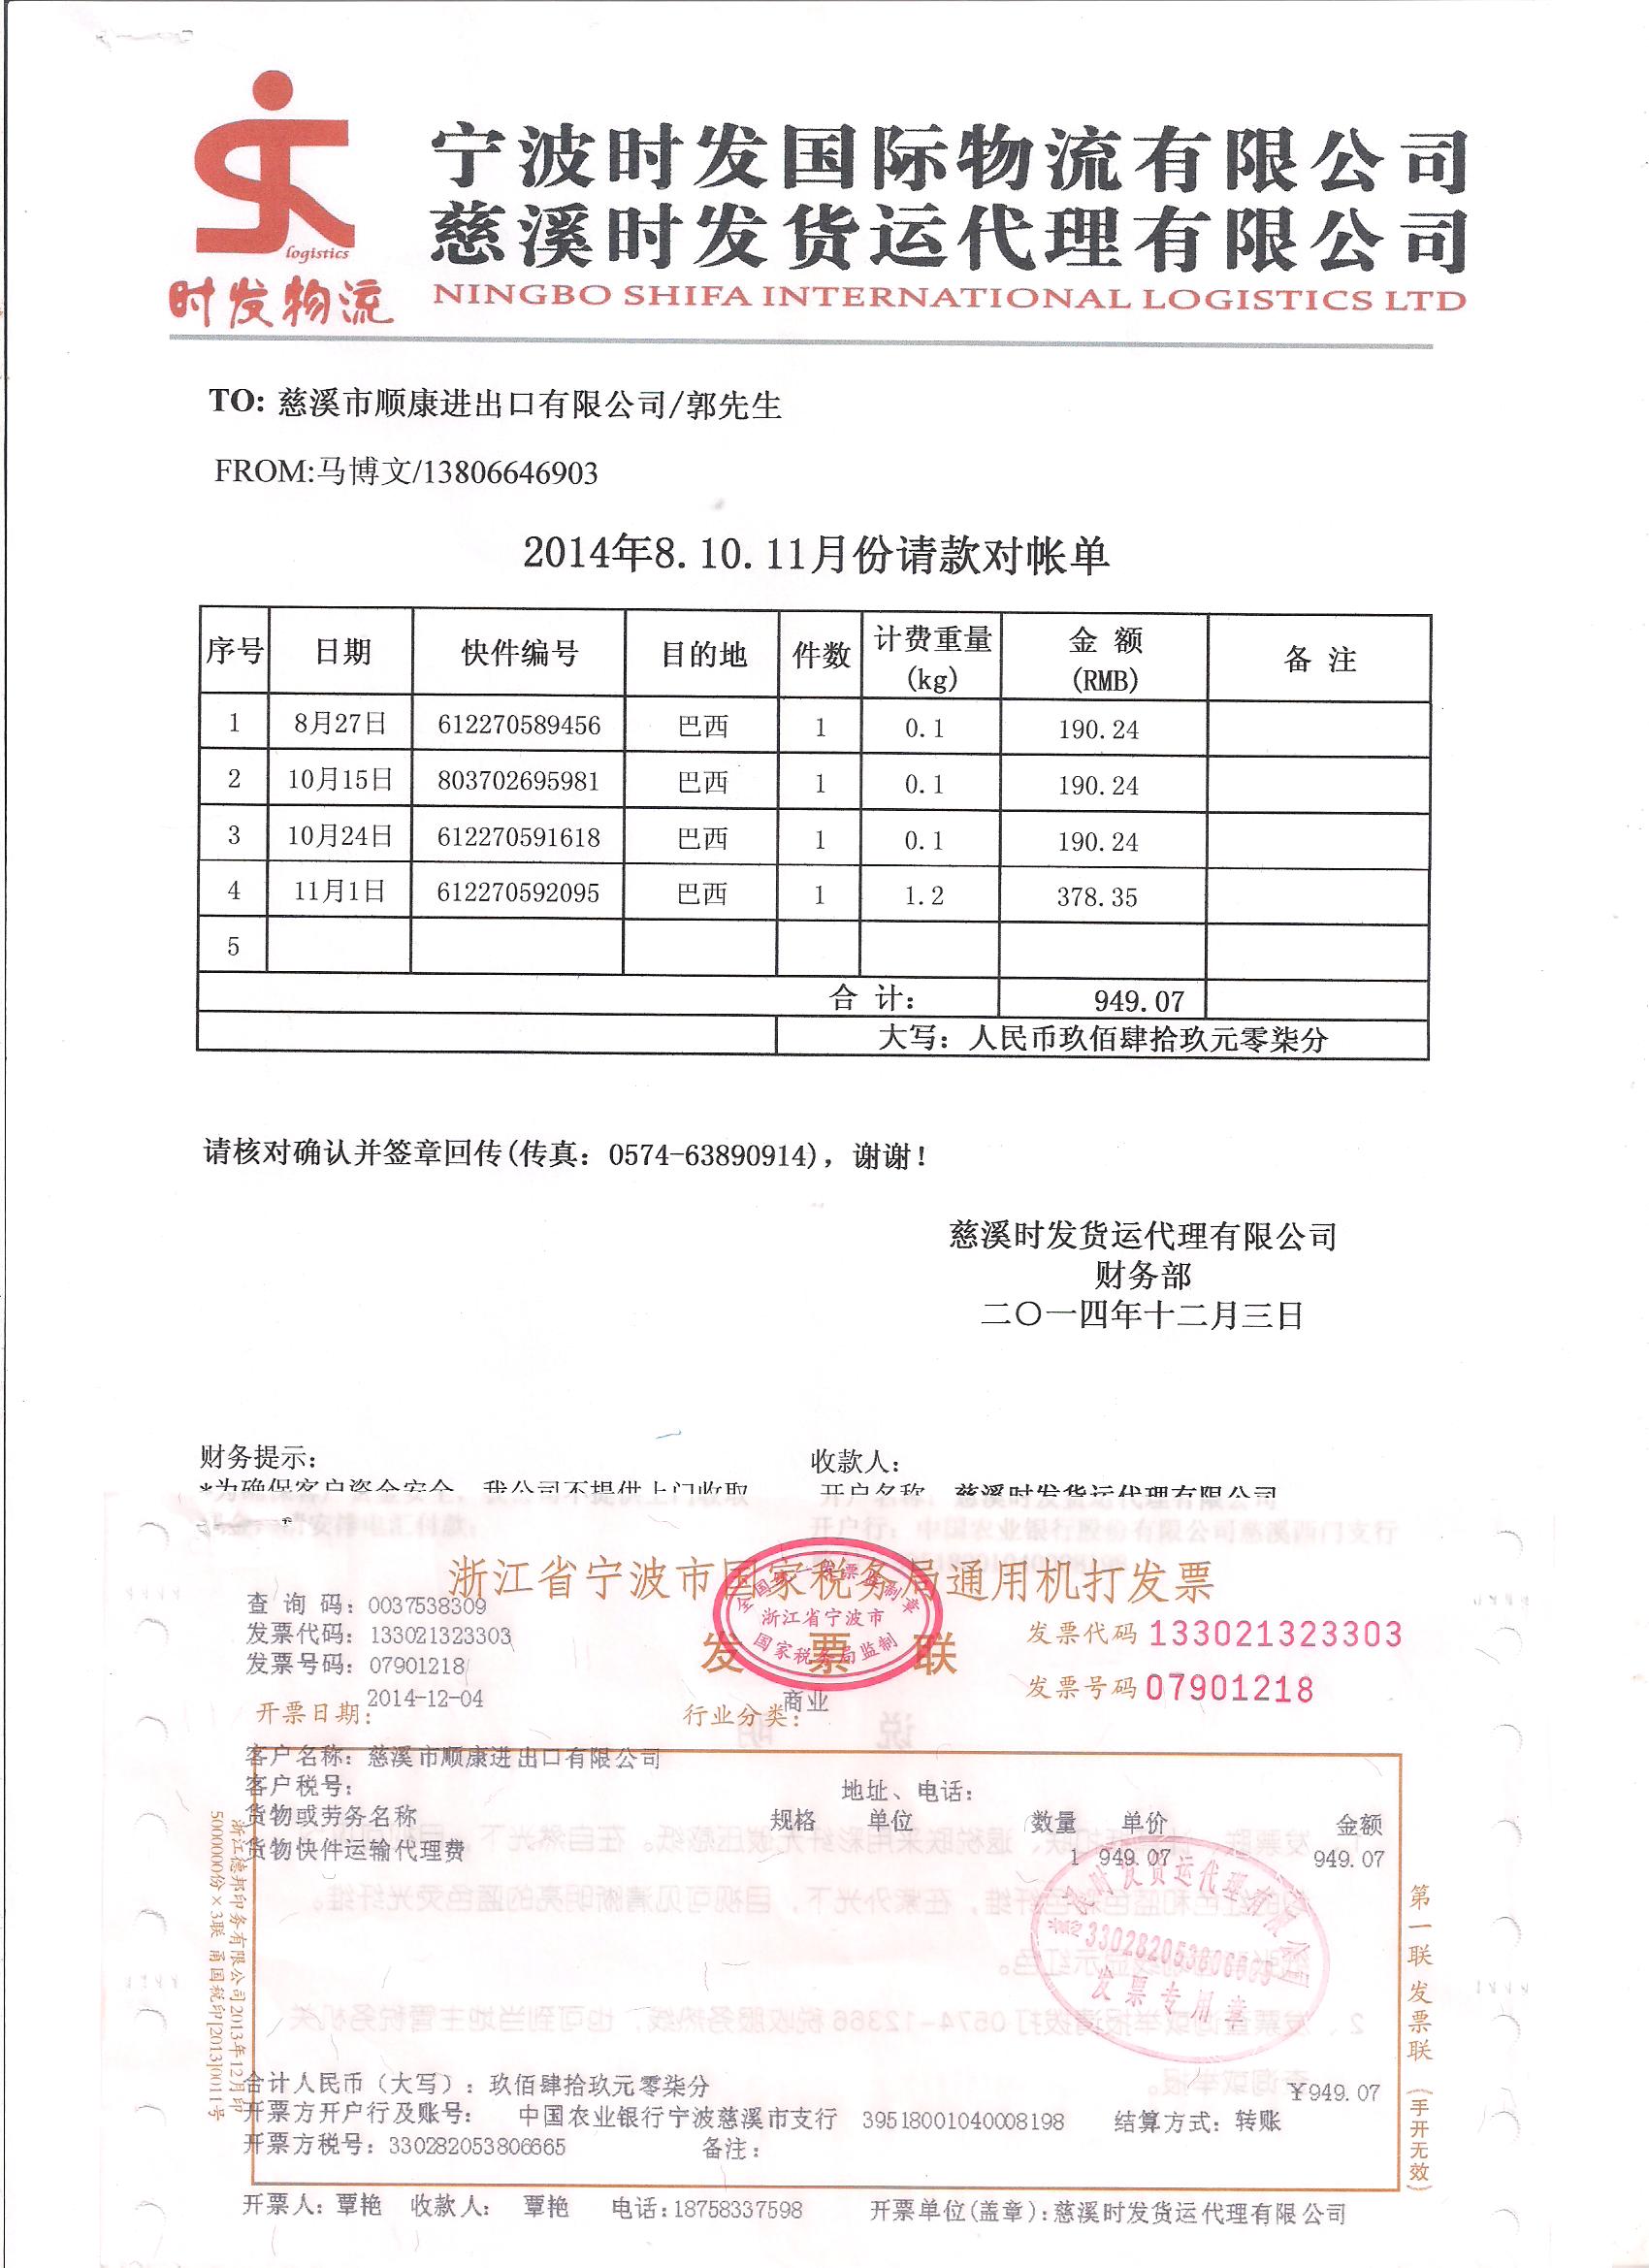 logistics
时发物流
宁波时发国际物流有限公司
慈溪时发货运代理有限公司
NINGBO SHIFA INTERNATIONAL LOGISTICS LTD
TO: 慈溪市顺康进出口有限公司/郭先生
FROM:马博文/13806646903
2014年8.10.11月份请款对帐单
序号 日期 快件编号 目的地 件数 计费重量(kg) 金 额(RMB) 备 注
1 8月27日 612270589456 巴西 1 0.1 190.24
2 10月15日 803702695981 巴西 1 0.1 190.24
3 10月24日 612270591618 巴西 1 0.1 190.24
4 11月1日 612270592095 巴西 1 1.2 378.35
5
合 计: 949.07
大写: 人民币玖佰肆拾玖元零柒分
请核对确认并签章回传(传真: 0574-63890914), 谢谢!
慈溪时发货运代理有限公司
财务部
二〇一四年十二月三日
财务提示: 收款人:
*为确保客户资金安全，我公司不提供上门收取 开户名称: 慈溪时发货运代理有限公司
开户行: 中国农业银行股份有限公司慈溪西门支行
浙江省宁波市国家税务局通用机打发票
发票联
全国统一发票监制章
浙江省宁波市
国家税务局监制
查 询 码: 0037538309
发票代码: 133021323303
发票号码: 07901218
发票代码 133021323303
发票号码 07901218
开票日期: 2014-12-04 行业分类: 商业
客户名称: 慈溪市顺康进出口有限公司
客户税号: 地址、电话:
货物或劳务名称 规格 单位 数量 单价 金额
货物快件运输代理费 1 949.07 949.07
慈溪时发货运代理有限公司
330282053806665
发票专用章
合计人民币（大写）: 玖佰肆拾玖元零柒分 ¥949.07
开票方开户行及账号: 中国农业银行宁波慈溪市支行 39518001040008198 结算方式: 转账
开票方税号: 330282053806665 备注:
开票人: 覃艳 收款人: 覃艳 电话:18758337598 开票单位(盖章):慈溪时发货运代理有限公司
第一联 发票联 (手开无效)
浙江德邦印务有限公司2013年12月印
5000000份×3联 甬国税印[2013]0011号